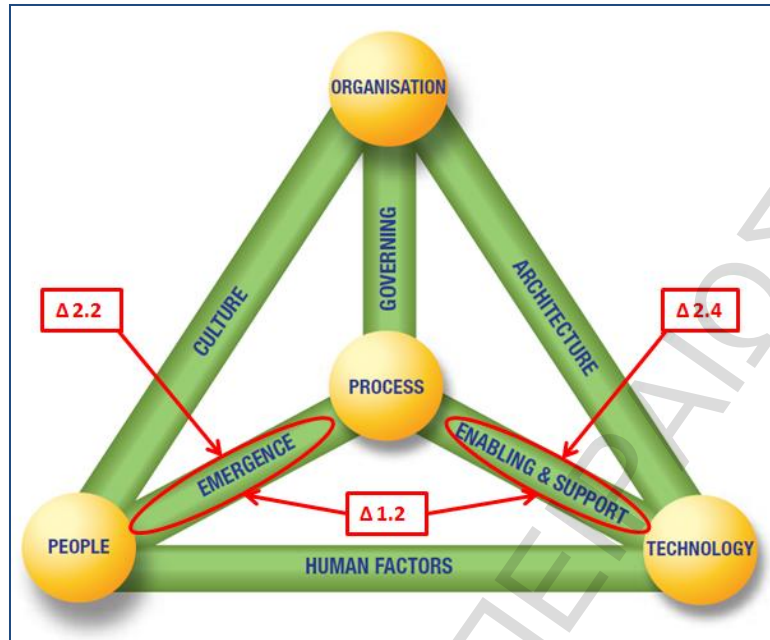 ORGANISATION
GOVERNING
CULTURE
ARCHITECTURE
Δ 2.2
Δ 2.4
PROCESS
EMERGENCE
ENABLING & SUPPORT
Δ 1.2
PEOPLE
TECHNOLOGY
HUMAN FACTORS